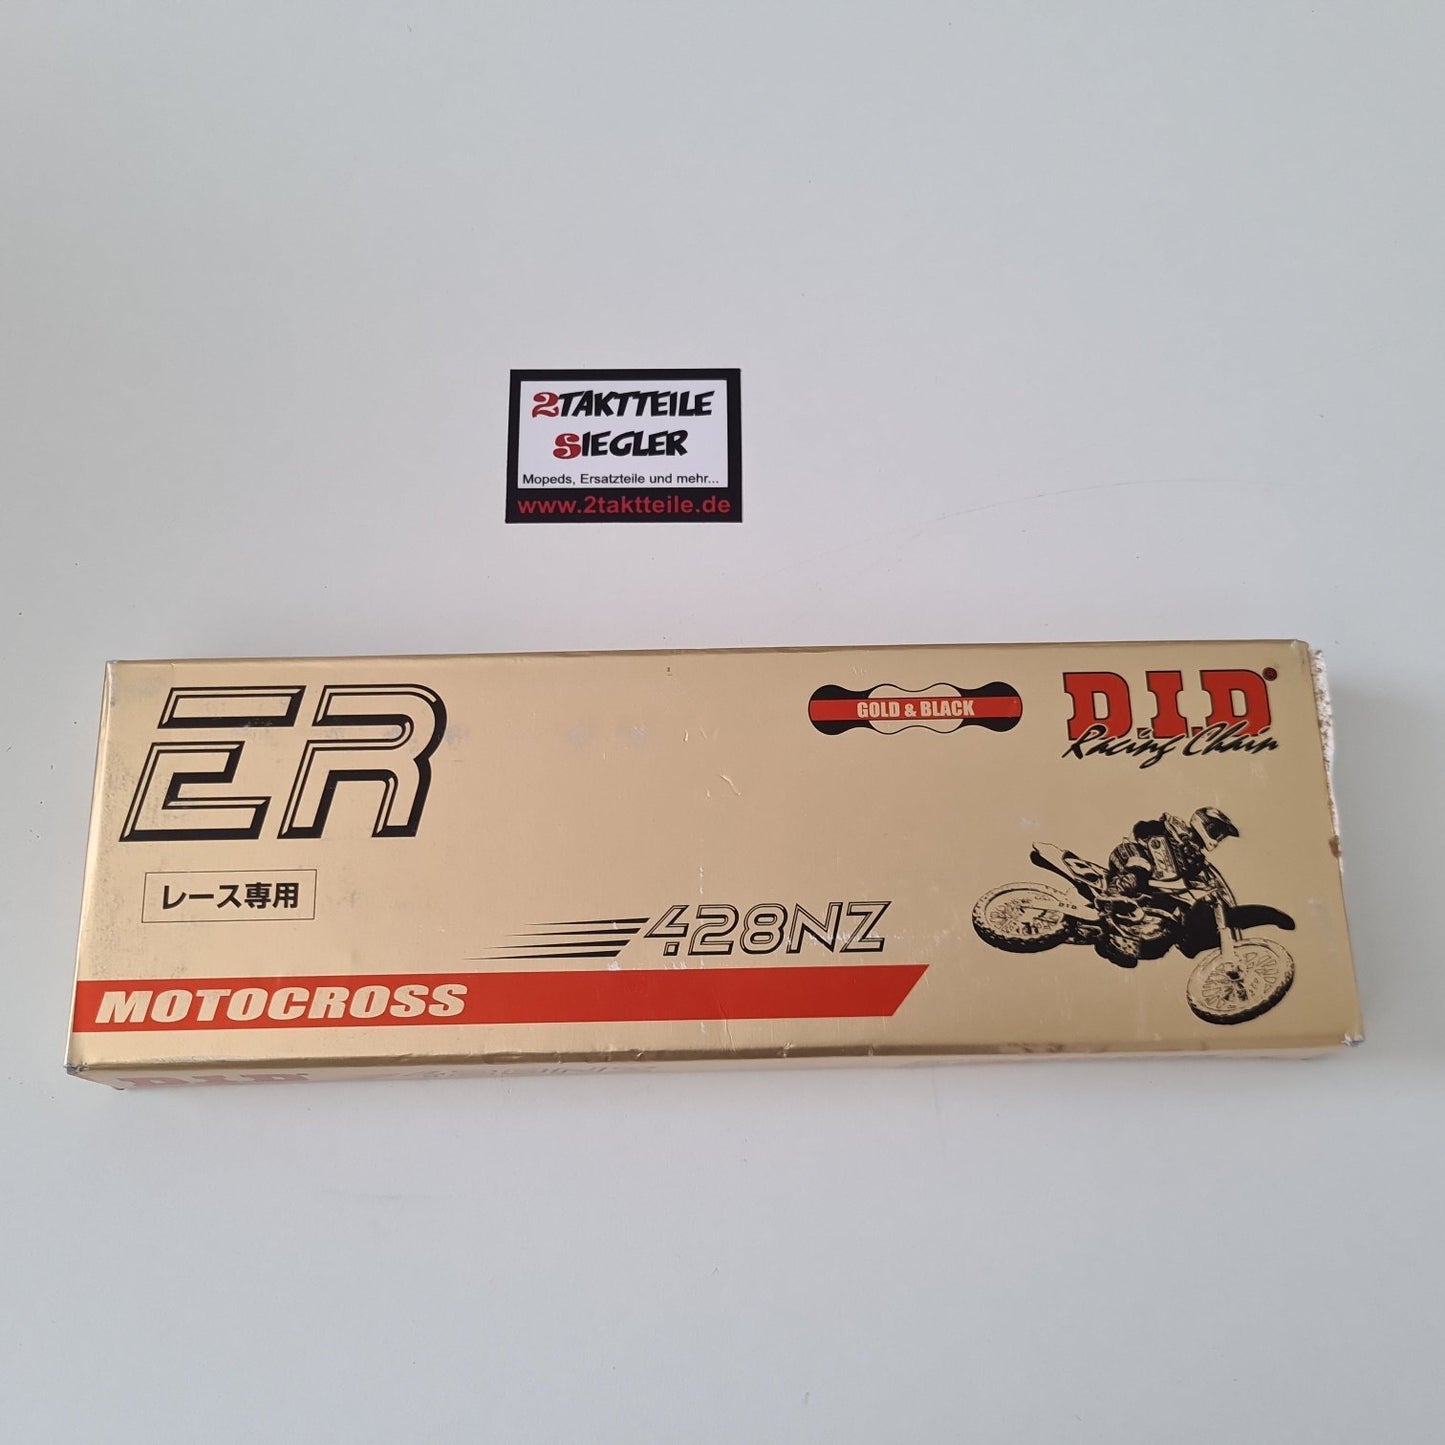 2TAKTTEILE
SIEGLER
Mopeds, Ersatzteile und mehr...
www.2taktteile.de
ER
GOLD & BLACK
D.I.D®
Racing Chain
レース専用
428NZ
MOTOCROSS
D.I.D
428NZ